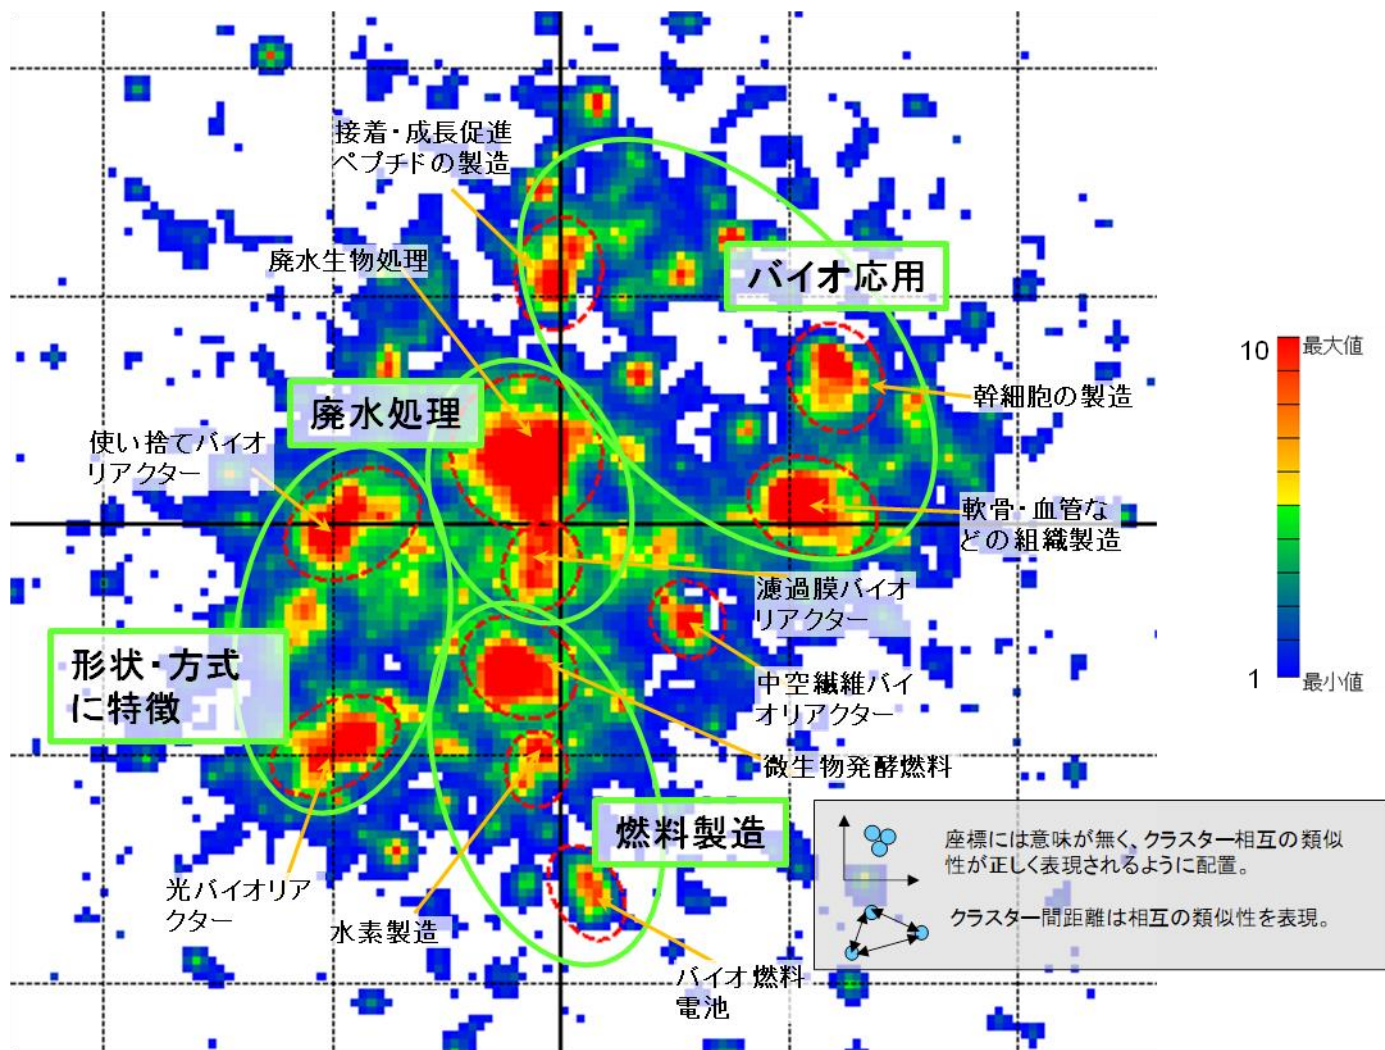 接着・成長促進
ペプチドの製造
廃水生物処理
バイオ応用
10
最大値
幹細胞の製造
廃水処理
使い捨てバイオ
リアクター
軟骨・血管な
どの組織製造
濾過膜バイオ
リアクター
形状・方式
に特徴
中空繊維バイ
オリアクター
1
最小値
微生物発酵燃料
燃料製造
座標には意味が無く、クラスター相互の類似
性が正しく表現されるように配置。
クラスター間距離は相互の類似性を表現。
光バイオリア
クター
水素製造
バイオ燃料
電池